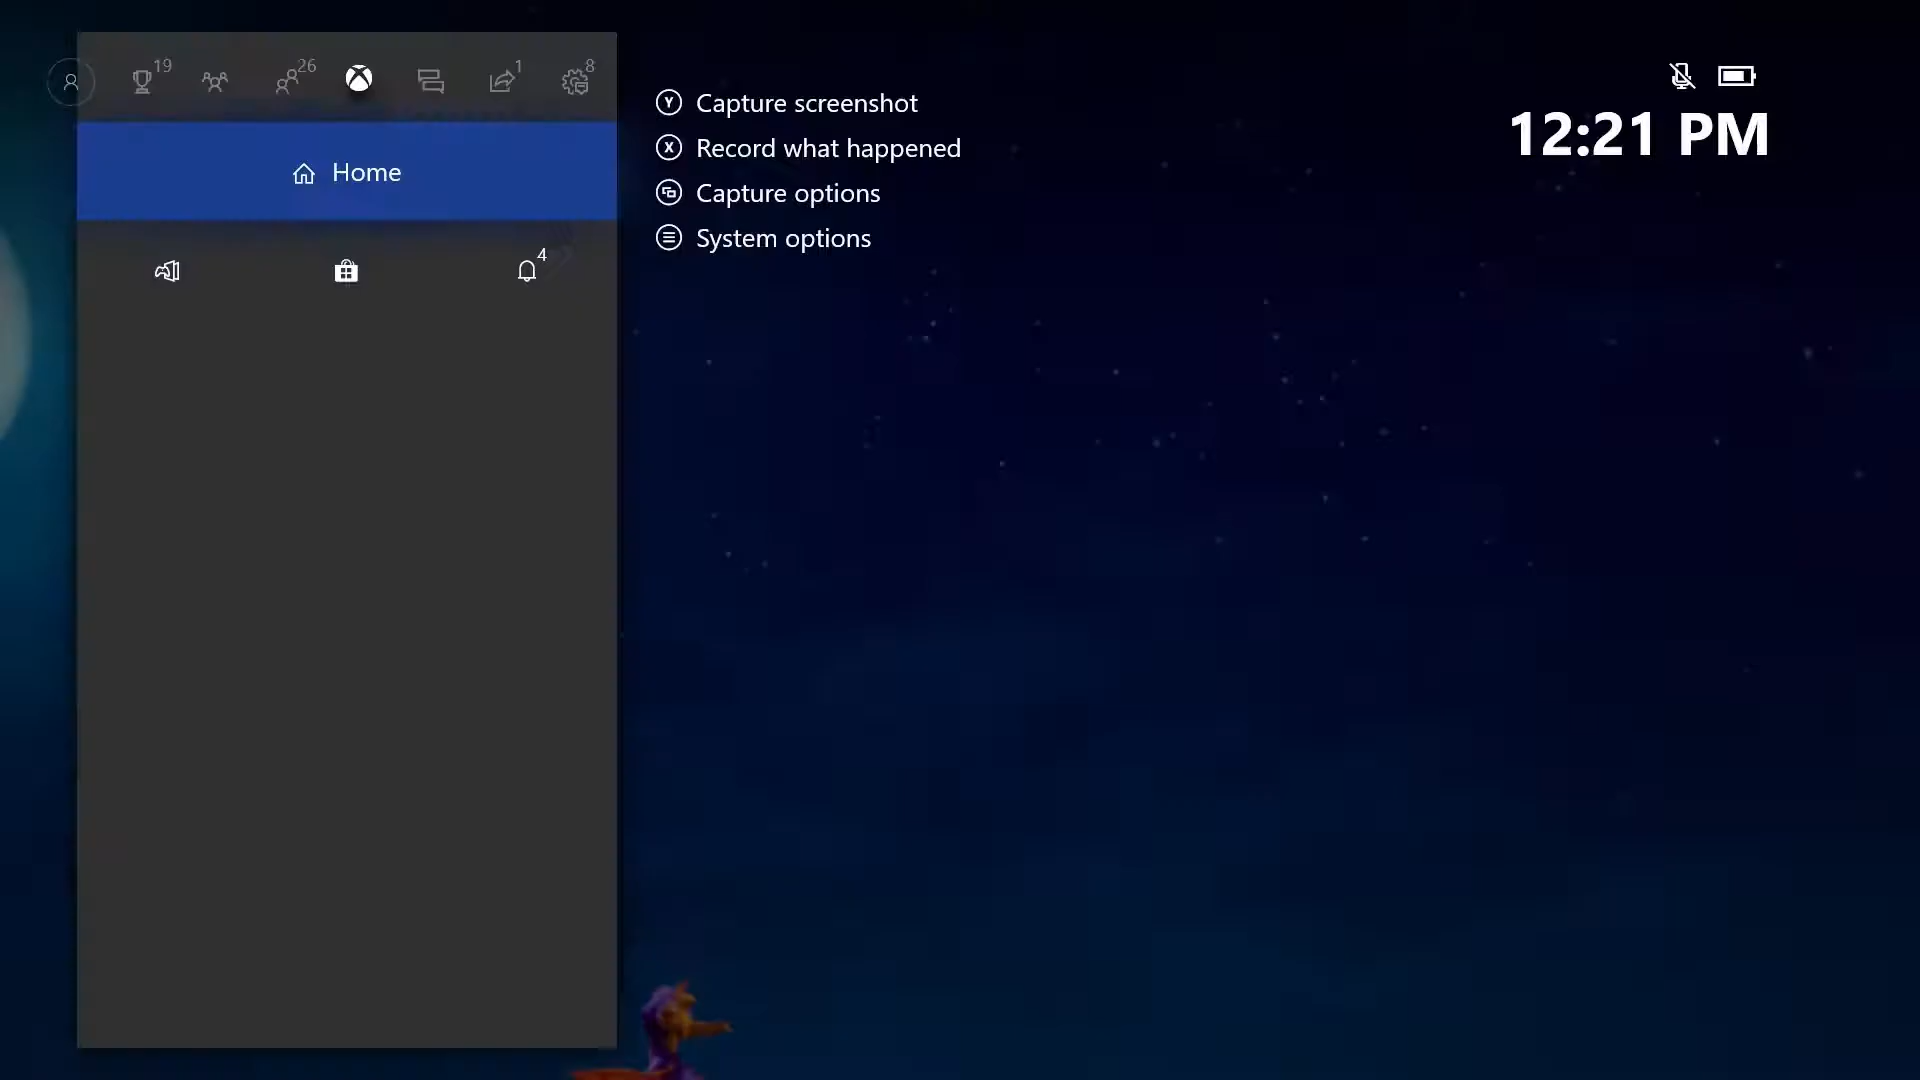 19
26
1
8
Home
4
Y Capture screenshot
X Record what happened
Capture options
System options
12:21 PM